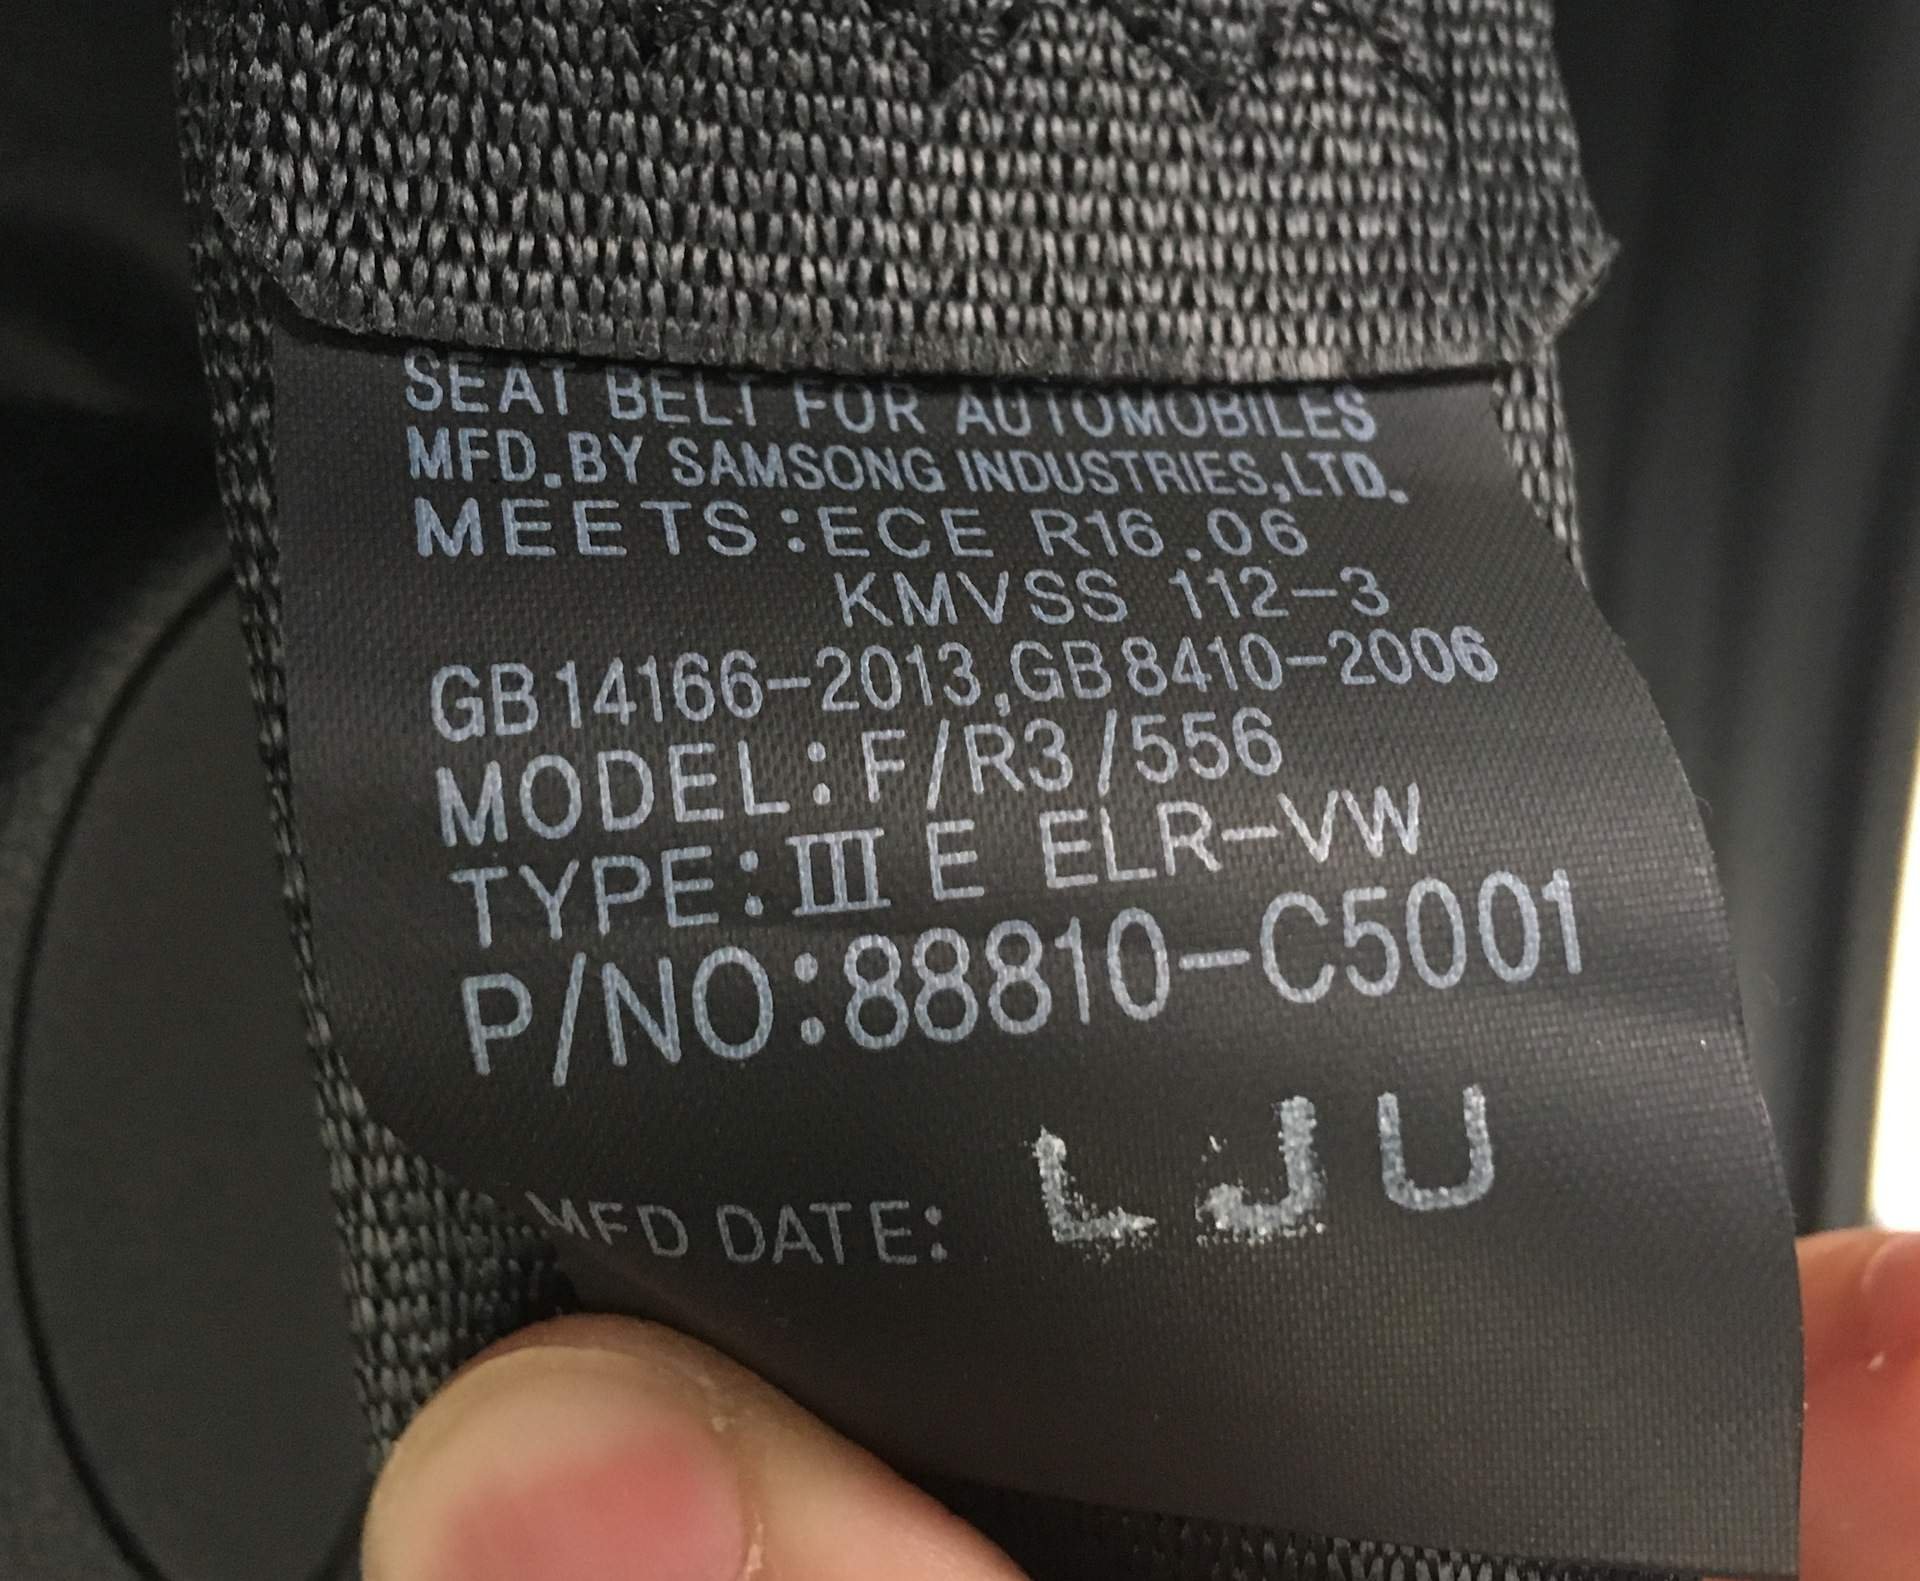 SEAT BELT FOR AUTOMOBILES
MFD.BY SAMSONG INDUSTRIES,LTD.
MEETS:ECE R16.06
KMVSS 112-3
GB14166-2013,GB8410-2006
MODEL:F/R3/556
TYPE:Ⅲ E ELR-VW
P/NO:88810-C5001
MFD DATE: LJU